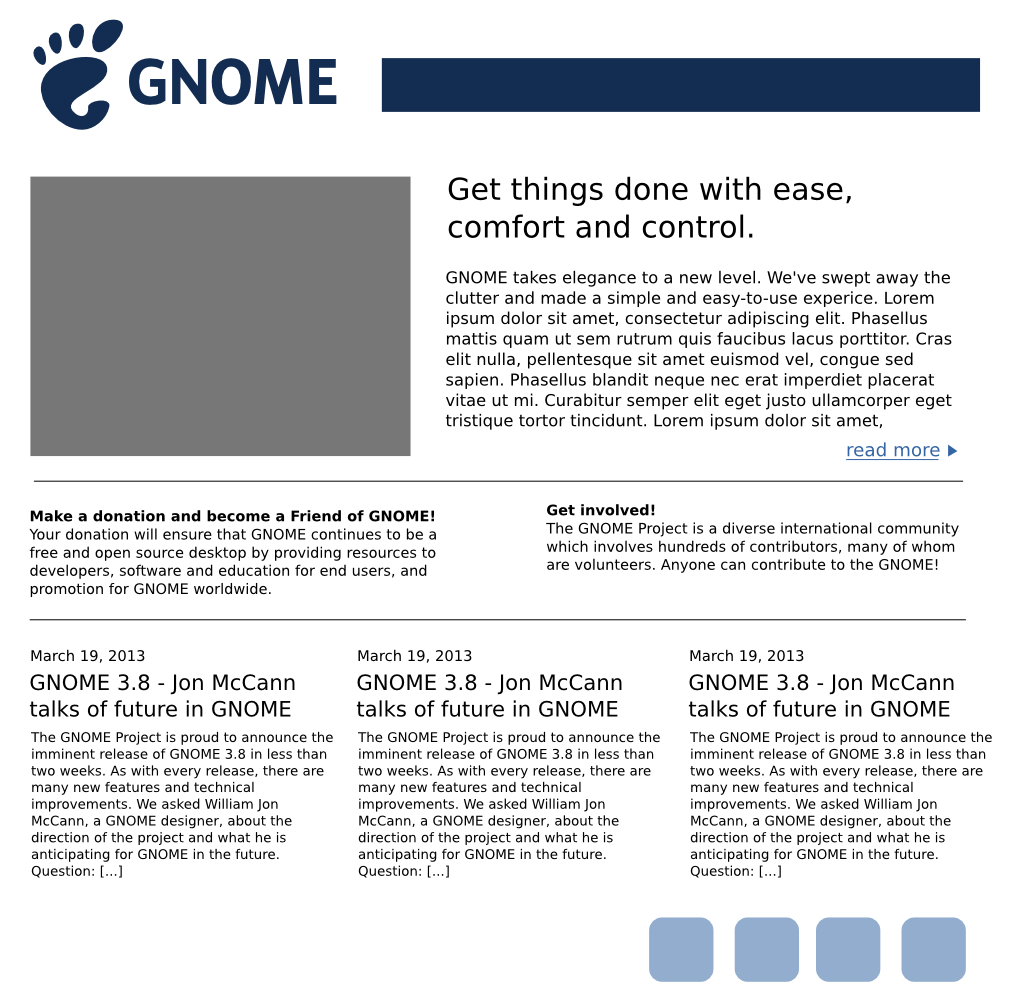 GNOME
Get things done with ease,
comfort and control.
GNOME takes elegance to a new level. We've swept away the
clutter and made a simple and easy-to-use experice. Lorem
ipsum dolor sit amet, consectetur adipiscing elit. Phasellus
mattis quam ut sem rutrum quis faucibus lacus porttitor. Cras
elit nulla, pellentesque sit amet euismod vel, congue sed
sapien. Phasellus blandit neque nec erat imperdiet placerat
vitae ut mi. Curabitur semper elit eget justo ullamcorper eget
tristique tortor tincidunt. Lorem ipsum dolor sit amet,
read more
Make a donation and become a Friend of GNOME!
Your donation will ensure that GNOME continues to be a
free and open source desktop by providing resources to
developers, software and education for end users, and
promotion for GNOME worldwide.
Get involved!
The GNOME Project is a diverse international community
which involves hundreds of contributors, many of whom
are volunteers. Anyone can contribute to the GNOME!
March 19, 2013
GNOME 3.8 - Jon McCann
talks of future in GNOME
The GNOME Project is proud to announce the
imminent release of GNOME 3.8 in less than
two weeks. As with every release, there are
many new features and technical
improvements. We asked William Jon
McCann, a GNOME designer, about the
direction of the project and what he is
anticipating for GNOME in the future.
Question: [...]
March 19, 2013
GNOME 3.8 - Jon McCann
talks of future in GNOME
The GNOME Project is proud to announce the
imminent release of GNOME 3.8 in less than
two weeks. As with every release, there are
many new features and technical
improvements. We asked William Jon
McCann, a GNOME designer, about the
direction of the project and what he is
anticipating for GNOME in the future.
Question: [...]
March 19, 2013
GNOME 3.8 - Jon McCann
talks of future in GNOME
The GNOME Project is proud to announce the
imminent release of GNOME 3.8 in less than
two weeks. As with every release, there are
many new features and technical
improvements. We asked William Jon
McCann, a GNOME designer, about the
direction of the project and what he is
anticipating for GNOME in the future.
Question: [...]